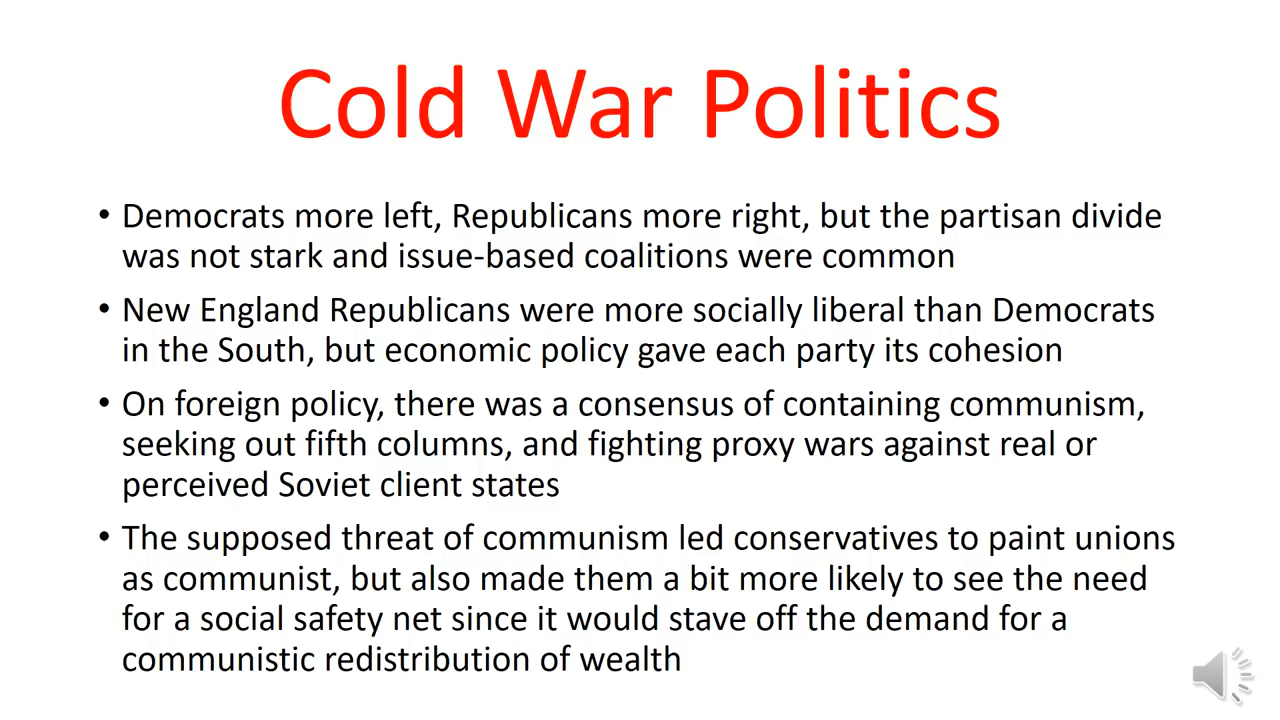 Cold War Politics
• Democrats more left, Republicans more right, but the partisan divide
was not stark and issue-based coalitions were common
• New England Republicans were more socially liberal than Democrats
in the South, but economic policy gave each party its cohesion
• On foreign policy, there was a consensus of containing communism,
seeking out fifth columns, and fighting proxy wars against real or
perceived Soviet client states
• The supposed threat of communism led conservatives to paint unions
as communist, but also made them a bit more likely to see the need
for a social safety net since it would stave off the demand for a
communistic redistribution of wealth